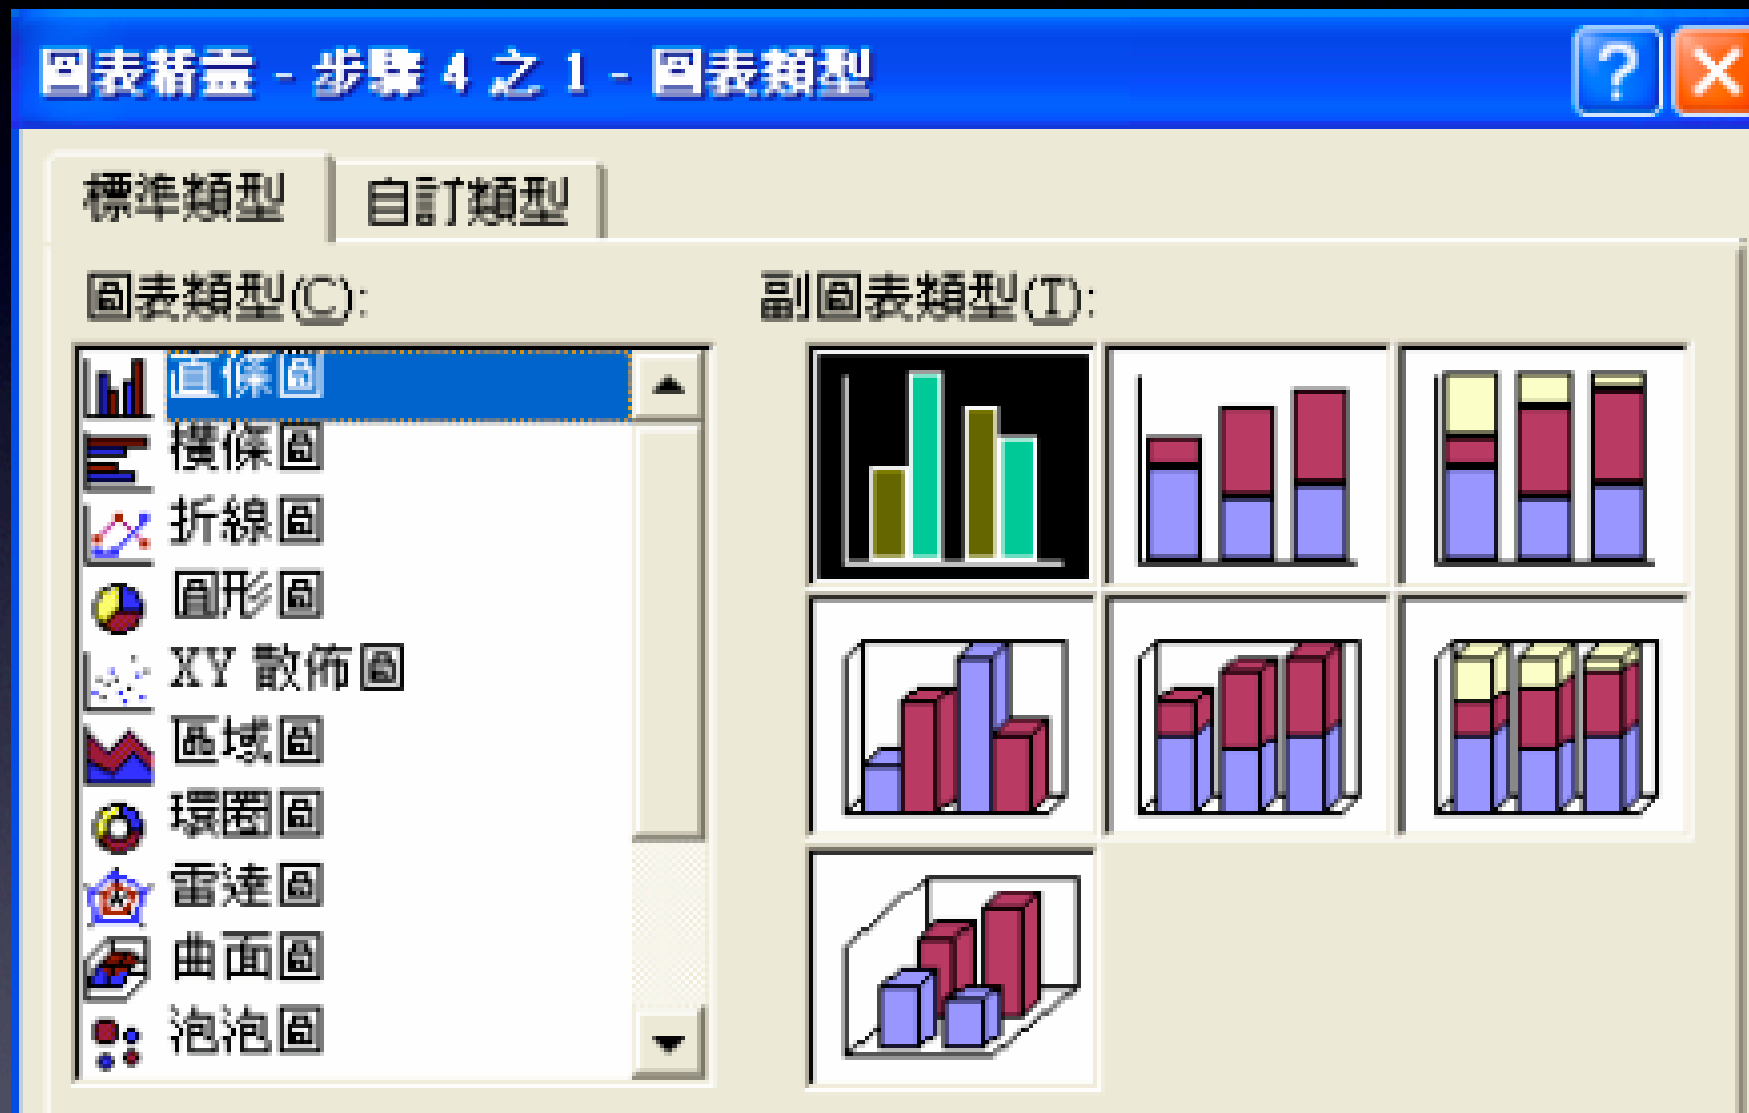 圖表精靈 - 步驟 4 之 1 - 圖表類型
標準類型
自訂類型
圖表類型(C):
副圖表類型(T):
直條圖
橫條圖
折線圖
圓形圖
XY 散佈圖
區域圖
環圈圖
雷達圖
曲面圖
泡泡圖